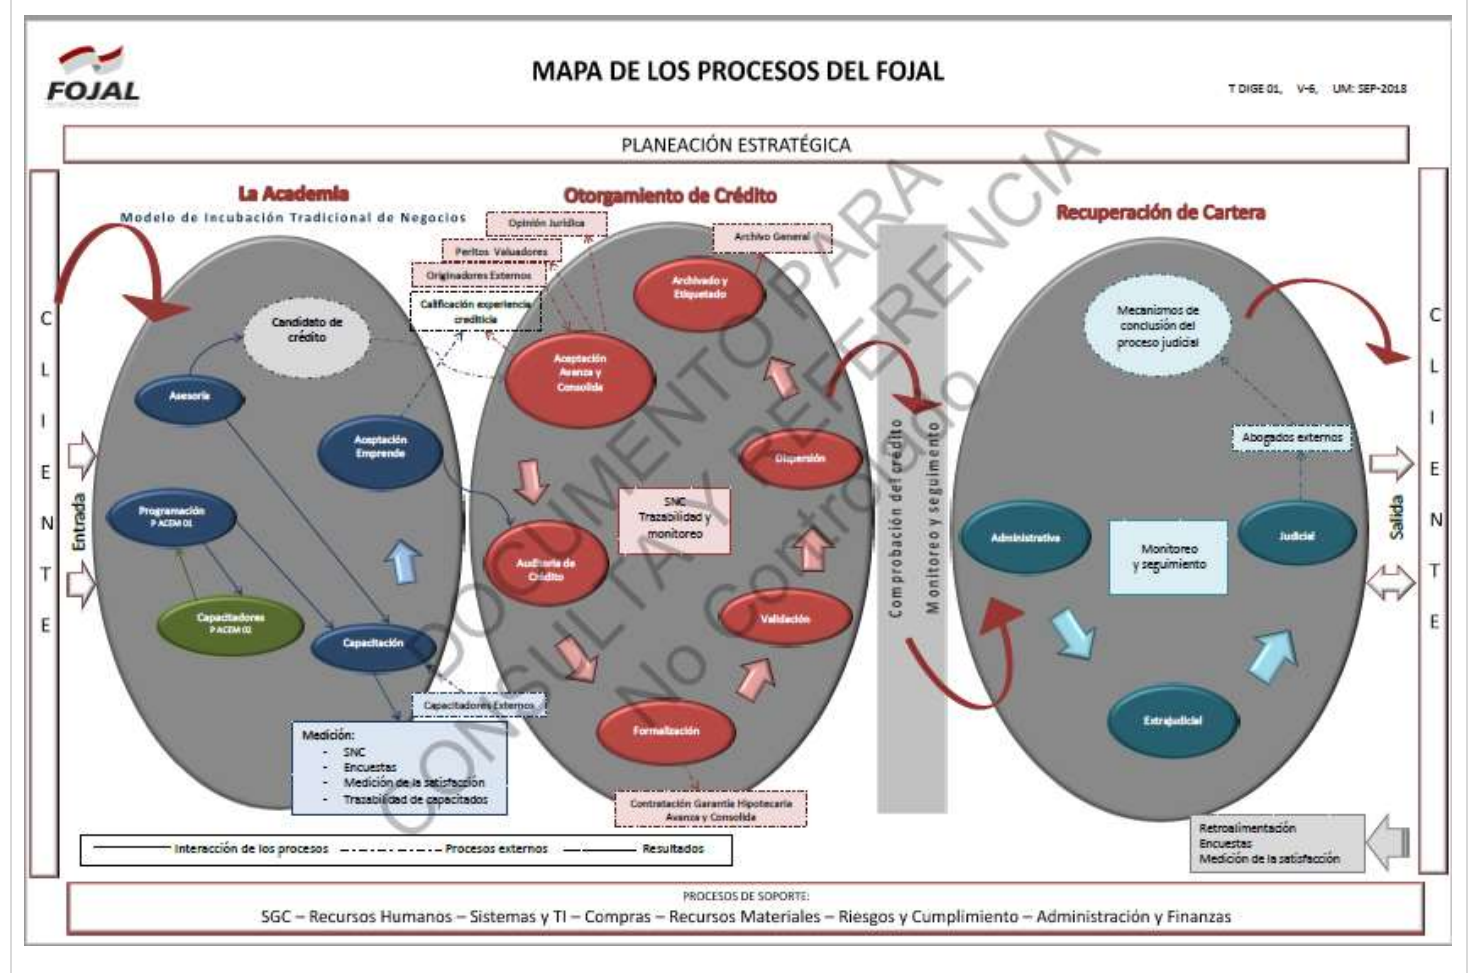 FOJAL
MAPA DE LOS PROCESOS DEL FOJAL
T DIGE 01, V-6, UM: SEP-2018
PLANEACIÓN ESTRATÉGICA
CLIENTE
Entrada
La Academia
Modelo de Incubación Tradicional de Negocios
Candidato de
crédito
Asesoría
Aceptación
Emprende
Programación
P ACEM 01
Capacitadores
P ACEM 02
Capacitación
Capacitadores Externos
Medición:
- SNC
- Encuestas
- Medición de la satisfacción
- Trazabilidad de capacitados
Otorgamiento de Crédito
Opinión Jurídica
Peritos Valuadores
Originadores Externos
Calificación experiencia
crediticia
Archivo General
Archivado y
Etiquetado
Aceptación
Avanza y
Consolida
Dispersión
SNC
Trazabilidad y
monitoreo
Auditoría de
Crédito
Validación
Formalización
Contratación Garantía Hipotecaria
Avanza y Consolida
Comprobación del crédito
Monitoreo y seguimiento
Recuperación de Cartera
Mecanismos de
conclusión del
proceso judicial
Abogados externos
Administrativa
Monitoreo
y seguimiento
Judicial
Extrajudicial
Salida
CLIENTE
Retroalimentación
Encuestas
Medición de la satisfacción
Interacción de los procesos
Procesos externos
Resultados
PROCESOS DE SOPORTE:
SGC – Recursos Humanos – Sistemas y TI – Compras – Recursos Materiales – Riesgos y Cumplimiento – Administración y Finanzas
DOCUMENTO PARA
CONSULTA Y REFERENCIA
No Controlado